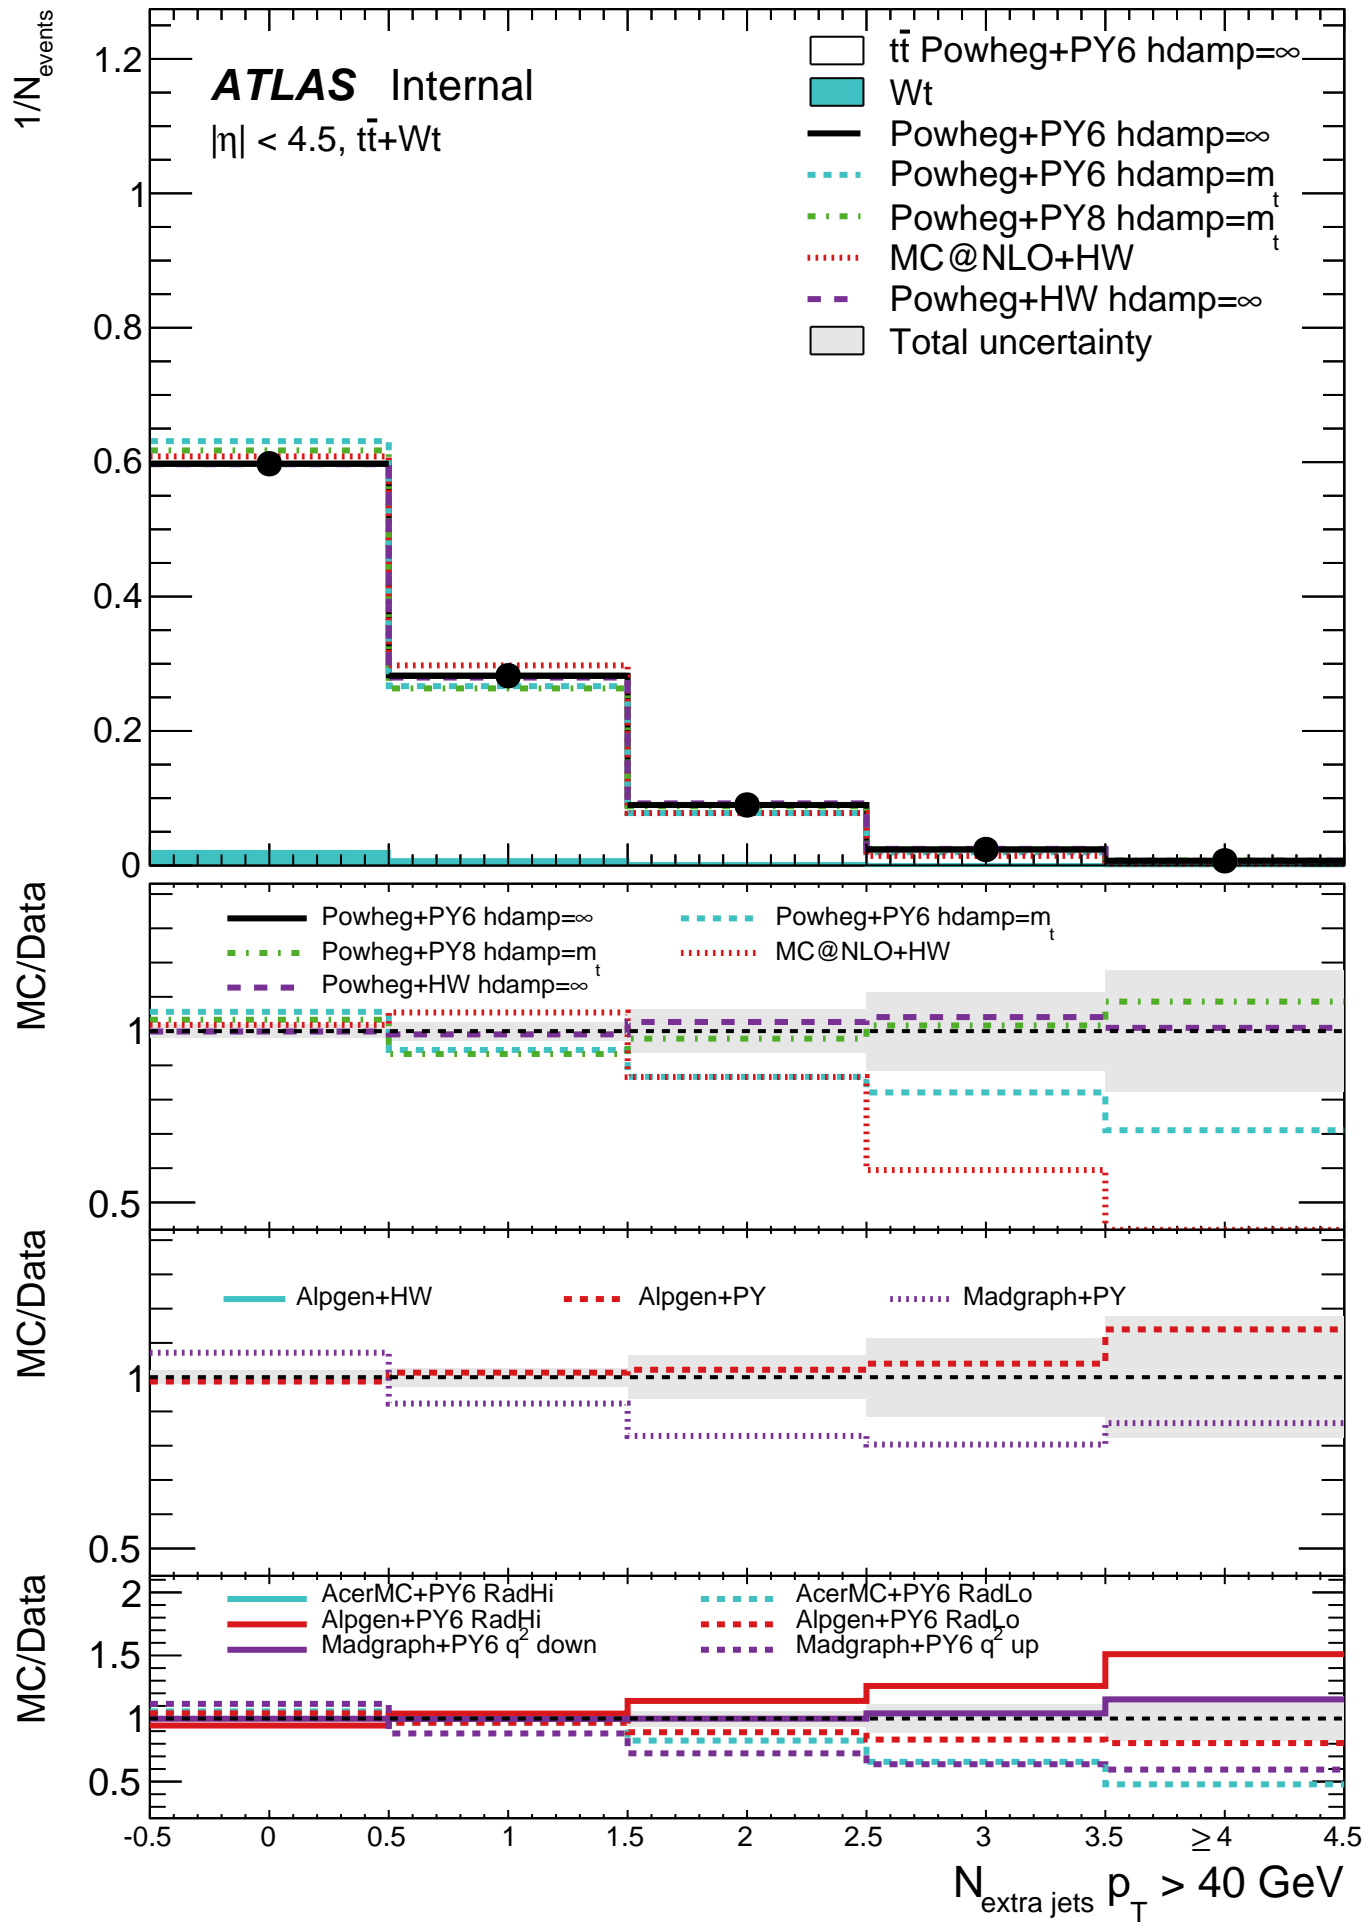 1/N_events
1.2
1
0.8
0.6
0.4
0.2
0
ATLAS Internal
|η| < 4.5, tt̄+Wt
tt̄ Powheg+PY6 hdamp=∞
Wt
Powheg+PY6 hdamp=∞
Powheg+PY6 hdamp=m_t
Powheg+PY8 hdamp=m_t
MC@NLO+HW
Powheg+HW hdamp=∞
Total uncertainty
MC/Data
1
0.5
Powheg+PY6 hdamp=∞
Powheg+PY6 hdamp=m_t
Powheg+PY8 hdamp=m_t
MC@NLO+HW
Powheg+HW hdamp=∞
MC/Data
1
0.5
Alpgen+HW
Alpgen+PY
Madgraph+PY
MC/Data
2
1.5
1
0.5
AcerMC+PY6 RadHi
AcerMC+PY6 RadLo
Alpgen+PY6 RadHi
Alpgen+PY6 RadLo
Madgraph+PY6 q² down
Madgraph+PY6 q² up
-0.5 0 0.5 1 1.5 2 2.5 3 3.5 ≥4 4.5
N_extra jets p_T > 40 GeV